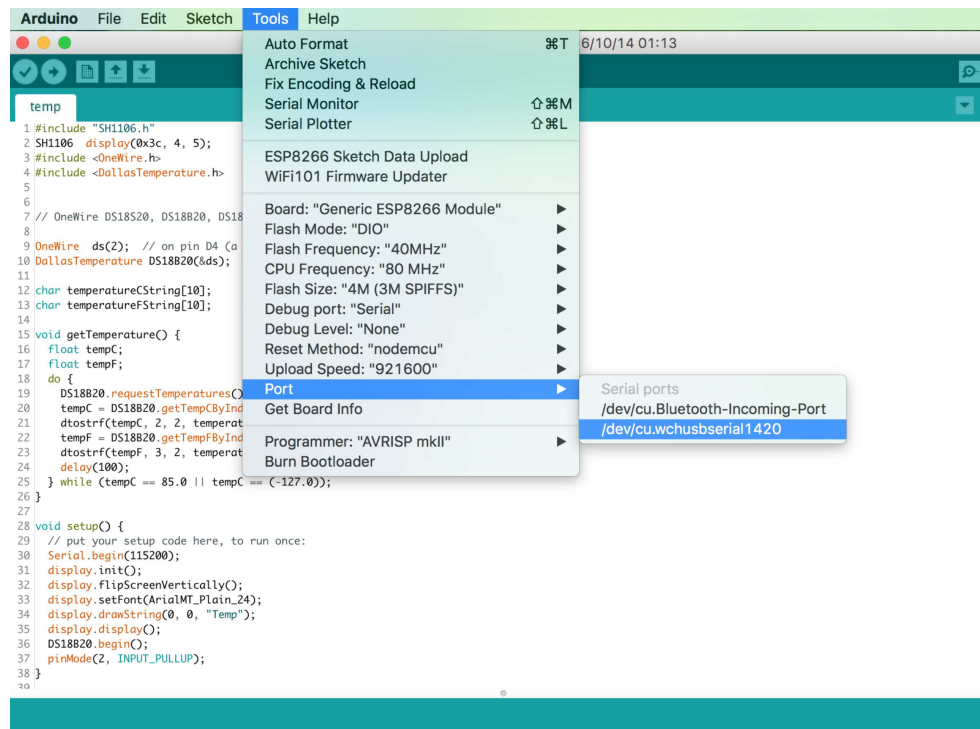 Arduino File Edit Sketch Tools Help
6/10/14 01:13
Auto Format ⌘T
Archive Sketch
Fix Encoding & Reload
Serial Monitor ⇧⌘M
Serial Plotter ⇧⌘L
ESP8266 Sketch Data Upload
WiFi101 Firmware Updater
Board: "Generic ESP8266 Module" ▶
Flash Mode: "DIO" ▶
Flash Frequency: "40MHz" ▶
CPU Frequency: "80 MHz" ▶
Flash Size: "4M (3M SPIFFS)" ▶
Debug port: "Serial" ▶
Debug Level: "None" ▶
Reset Method: "nodemcu" ▶
Upload Speed: "921600" ▶
Port ▶
Get Board Info
Programmer: "AVRISP mkII" ▶
Burn Bootloader
Serial ports
/dev/cu.Bluetooth-Incoming-Port
/dev/cu.wchusbserial1420
temp
1 #include "SH1106.h"
2 SH1106 display(0x3c, 4, 5);
3 #include <OneWire.h>
4 #include <DallasTemperature.h>
5
6
7 // OneWire DS18S20, DS18B20, DS18
8
9 OneWire ds(2); // on pin D4 (a
10 DallasTemperature DS18B20(&ds);
11
12 char temperatureCString[10];
13 char temperatureFString[10];
14
15 void getTemperature() {
16 float tempC;
17 float tempF;
18 do {
19 DS18B20.requestTemperatures()
20 tempC = DS18B20.getTempCByInd
21 dtostrf(tempC, 2, 2, temperat
22 tempF = DS18B20.getTempFByInd
23 dtostrf(tempF, 3, 2, temperat
24 delay(100);
25 } while (tempC == 85.0 || tempC == (-127.0));
26 }
27
28 void setup() {
29 // put your setup code here, to run once:
30 Serial.begin(115200);
31 display.init();
32 display.flipScreenVertically();
33 display.setFont(ArialMT_Plain_24);
34 display.drawString(0, 0, "Temp");
35 display.display();
36 DS18B20.begin();
37 pinMode(2, INPUT_PULLUP);
38 }
39